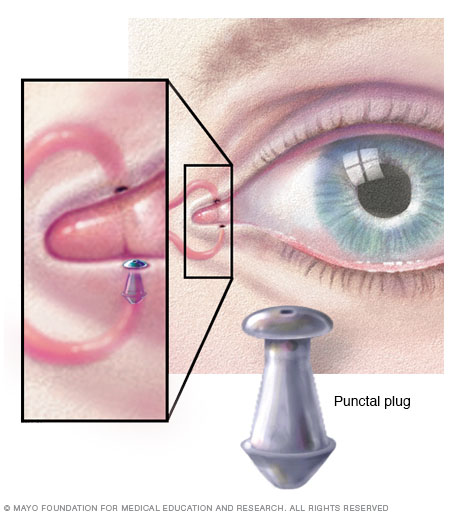 Punctal plug
© MAYO FOUNDATION FOR MEDICAL EDUCATION AND RESEARCH. ALL RIGHTS RESERVED